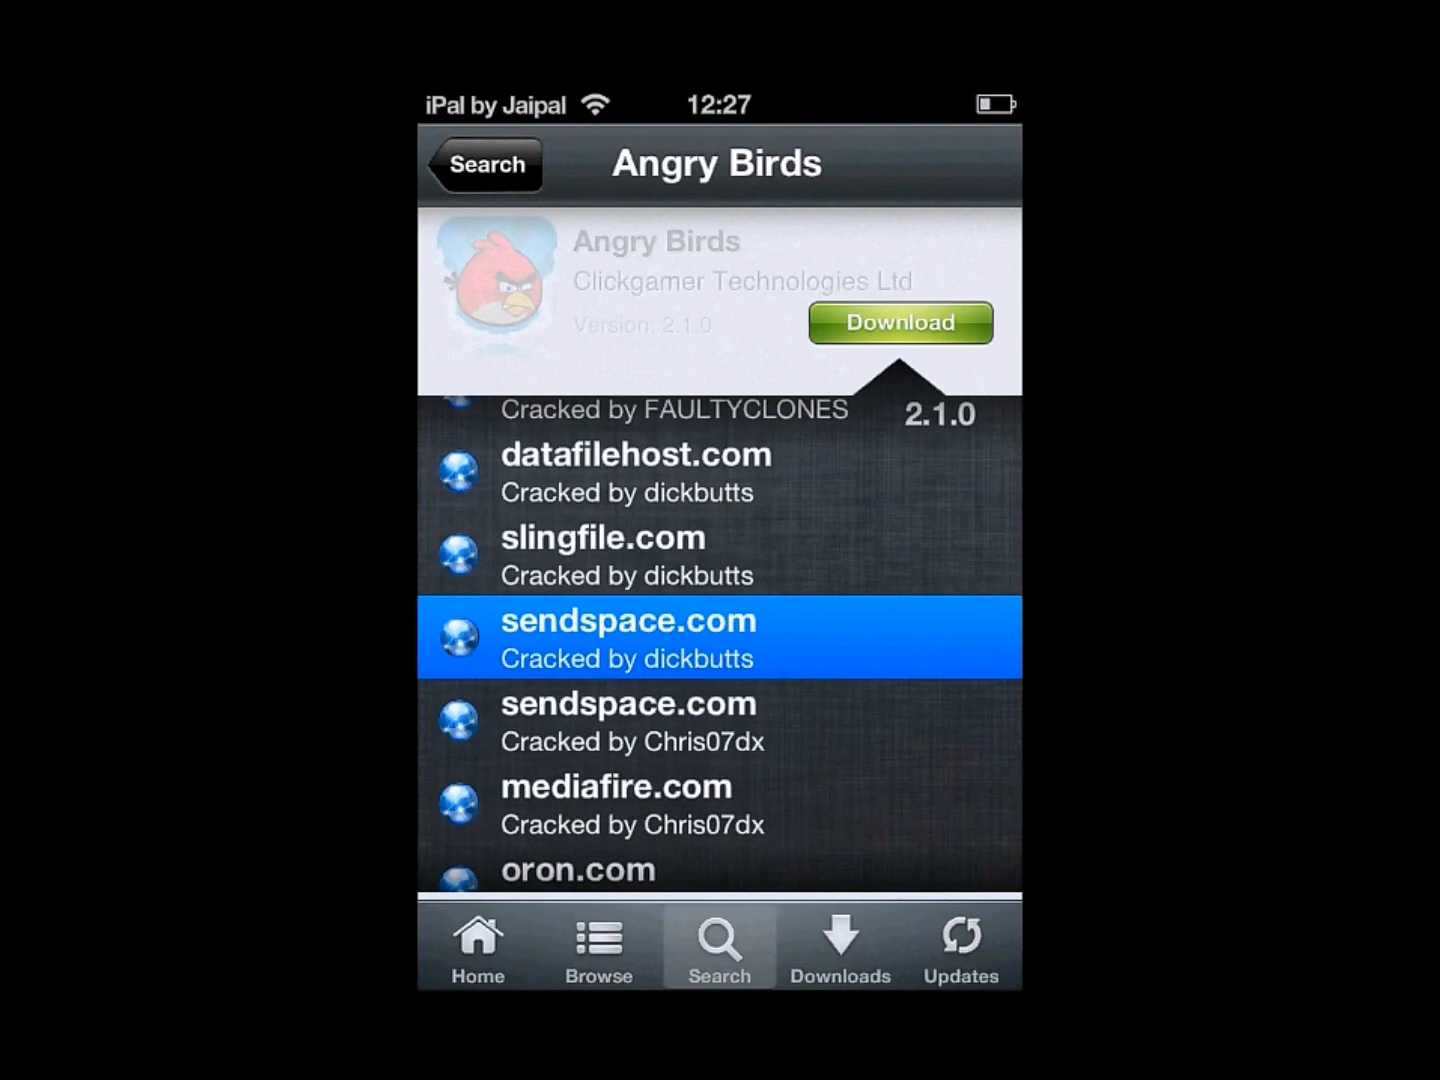 iPal by Jaipal 12:27
Search Angry Birds
Angry Birds
Clickgamer Technologies Ltd
Version: 2.1.0 Download
Cracked by FAULTYCLONES 2.1.0
datafilehost.com
Cracked by dickbutts
slingfile.com
Cracked by dickbutts
sendspace.com
Cracked by dickbutts
sendspace.com
Cracked by Chris07dx
mediafire.com
Cracked by Chris07dx
oron.com
Home Browse Search Downloads Updates